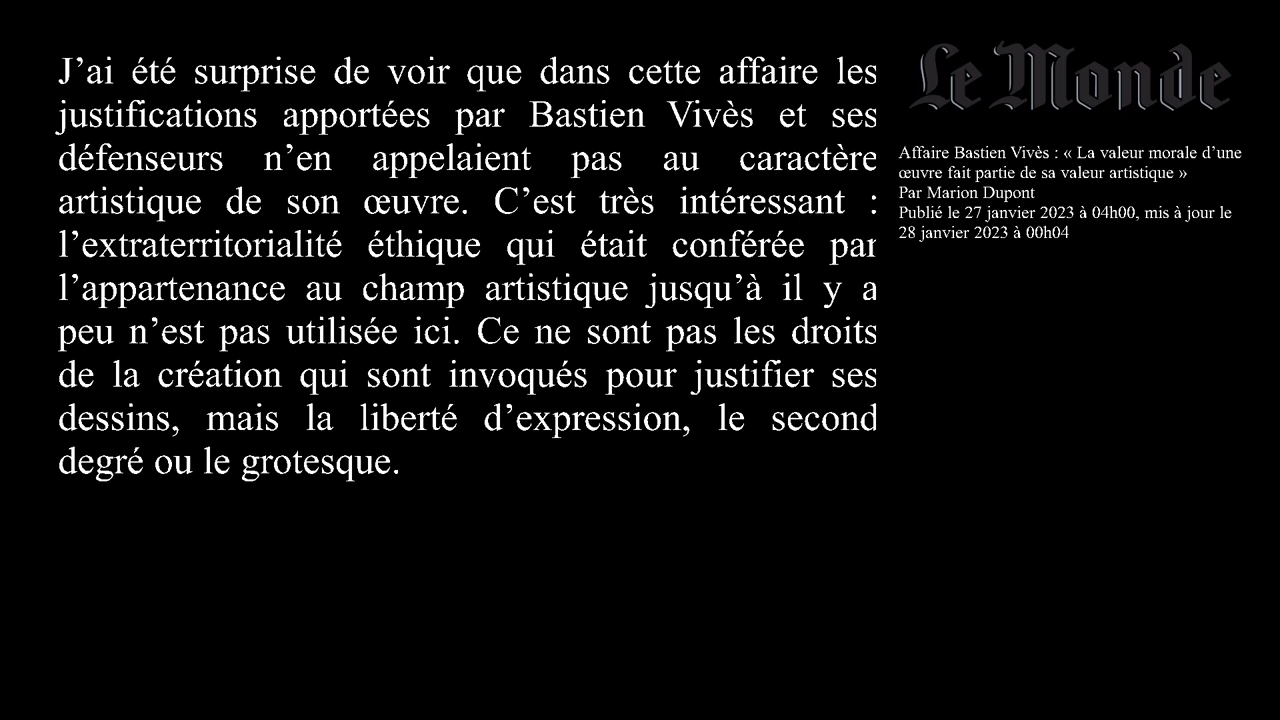 J’ai été surprise de voir que dans cette affaire les
justifications apportées par Bastien Vivès et ses
défenseurs n’en appelaient pas au caractère
artistique de son œuvre. C’est très intéressant :
l’extraterritorialité éthique qui était conférée par
l’appartenance au champ artistique jusqu’à il y a
peu n’est pas utilisée ici. Ce ne sont pas les droits
de la création qui sont invoqués pour justifier ses
dessins, mais la liberté d’expression, le second
degré ou le grotesque.
Le Monde
Affaire Bastien Vivès : « La valeur morale d’une
œuvre fait partie de sa valeur artistique »
Par Marion Dupont
Publié le 27 janvier 2023 à 04h00, mis à jour le
28 janvier 2023 à 00h04